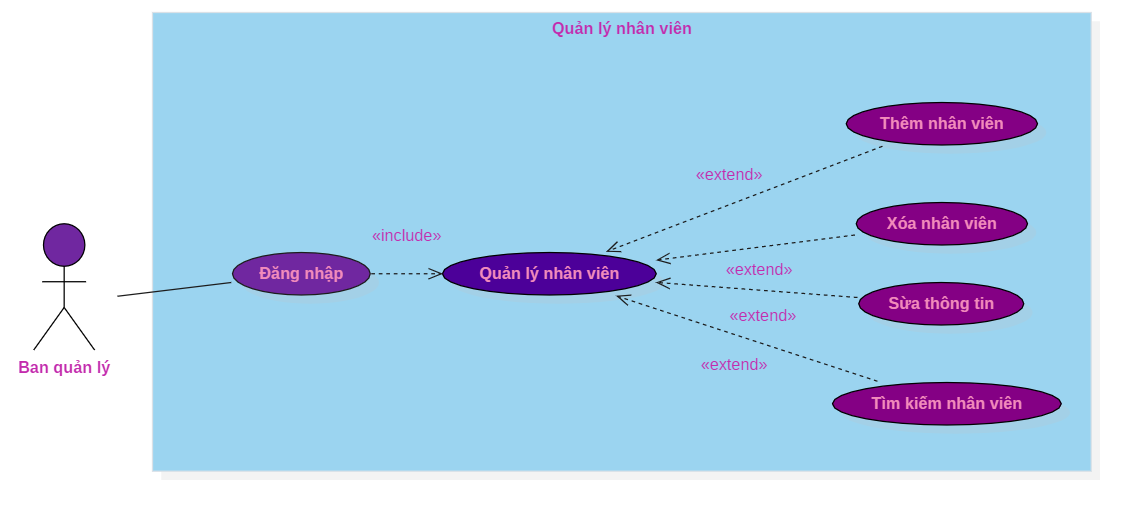 Quản lý nhân viên
Thêm nhân viên
«extend»
Xóa nhân viên
«include»
Đăng nhập
Quản lý nhân viên
«extend»
Sừa thông tin
«extend»
Ban quản lý
«extend»
Tìm kiếm nhân viên